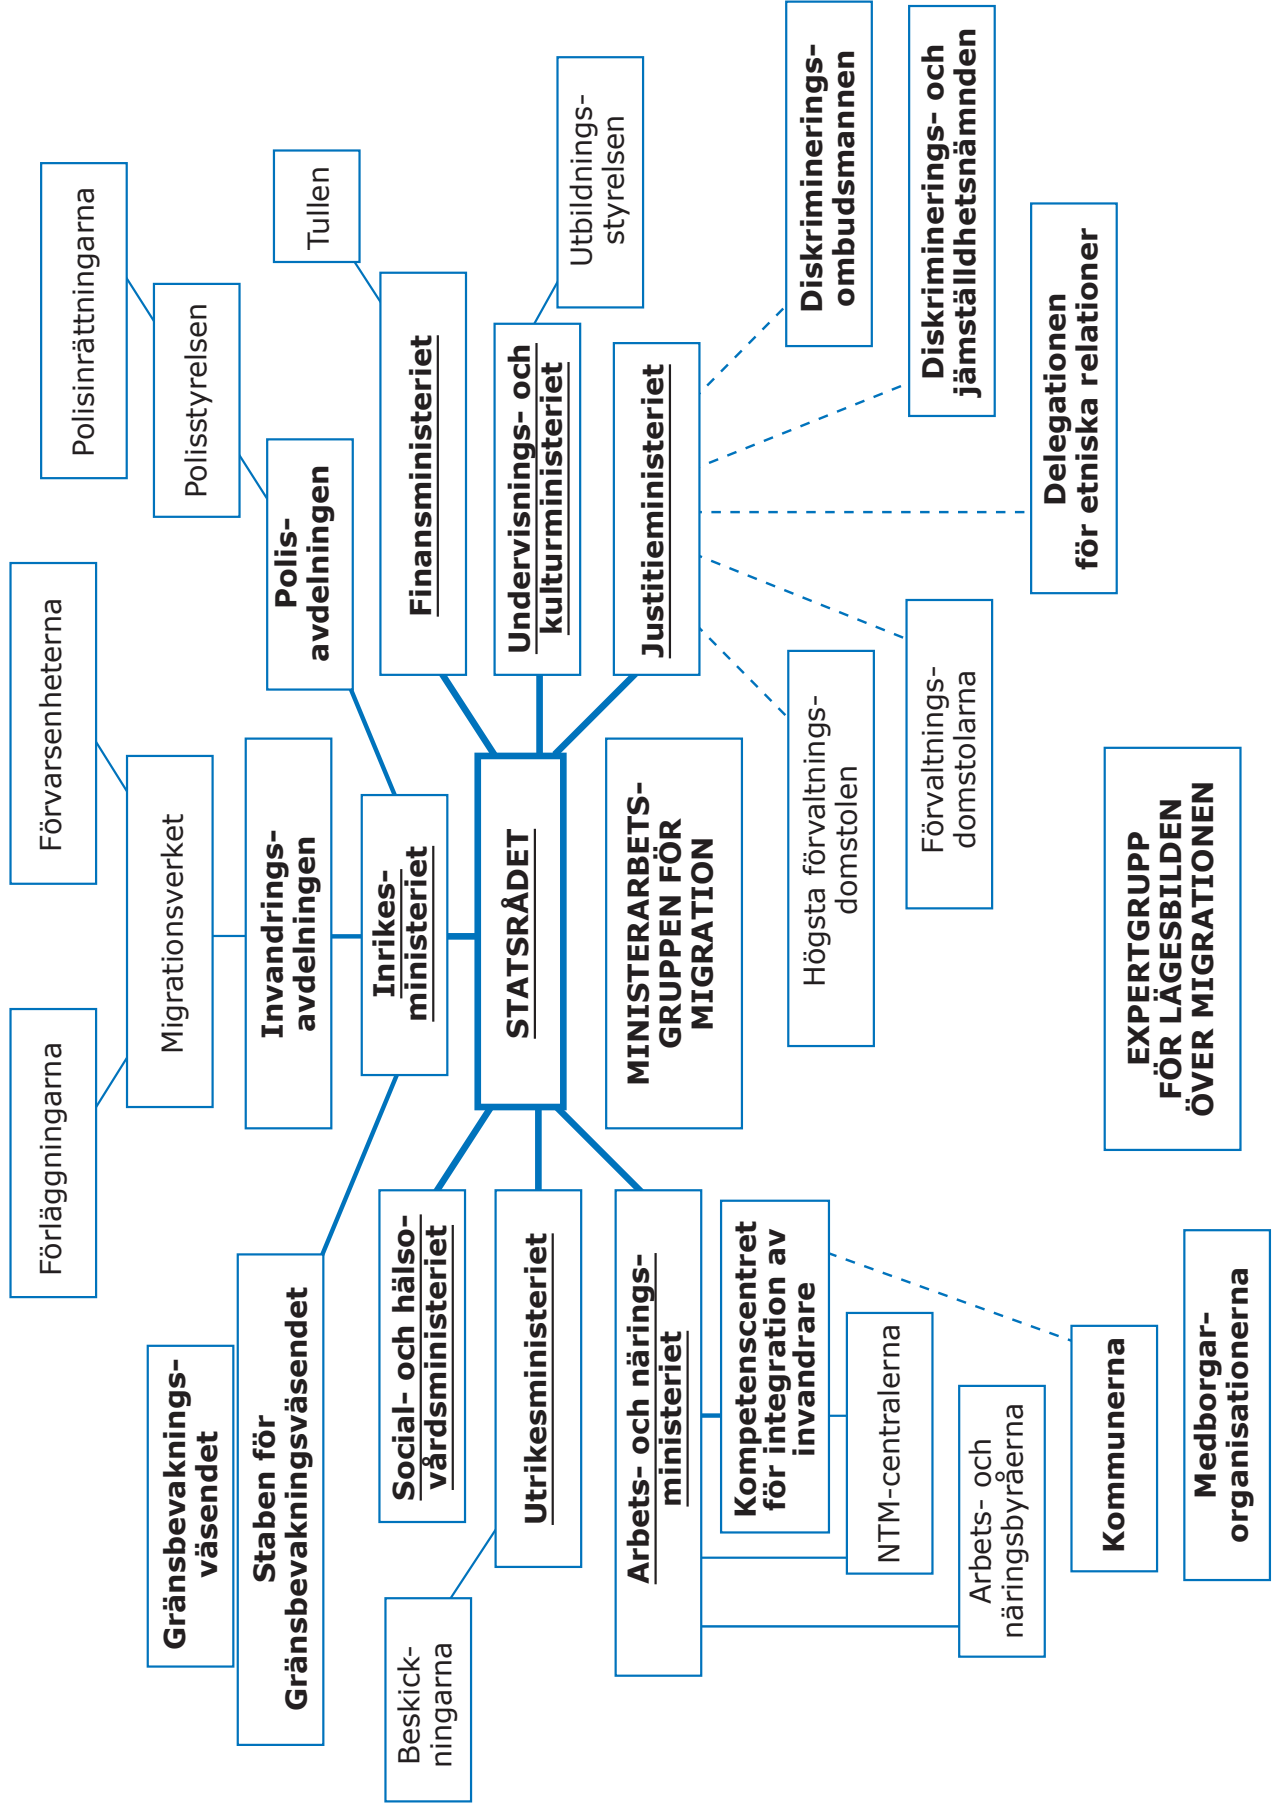 Förläggningarna
Förvarsenheterna
Polisinrättningarna
Gränsbevaknings-
väsendet
Migrationsverket
Polisstyrelsen
Staben för
Gränsbevakningsväsendet
Invandrings-
avdelningen
Polis-
avdelningen
Tullen
Inrikes-
ministeriet
Social- och hälso-
vårdsministeriet
Finansministeriet
Beskick-
ningarna
Utrikesministeriet
STATSRÅDET
Undervisnings- och
kulturministeriet
Utbildnings-
styrelsen
Arbets- och närings-
ministeriet
MINISTERARBETS-
GRUPPEN FÖR
MIGRATION
Justitieministeriet
Kompetenscentret
för integration av
invandrare
Högsta förvaltnings-
domstolen
Diskriminerings-
ombudsmannen
NTM-centralerna
Förvaltnings-
domstolarna
Diskriminerings- och
jämställdhetsnämnden
Arbets- och
näringsbyråerna
Delegationen
för etniska relationer
Kommunerna
EXPERTGRUPP
FÖR LÄGESBILDEN
ÖVER MIGRATIONEN
Medborgar-
organisationerna